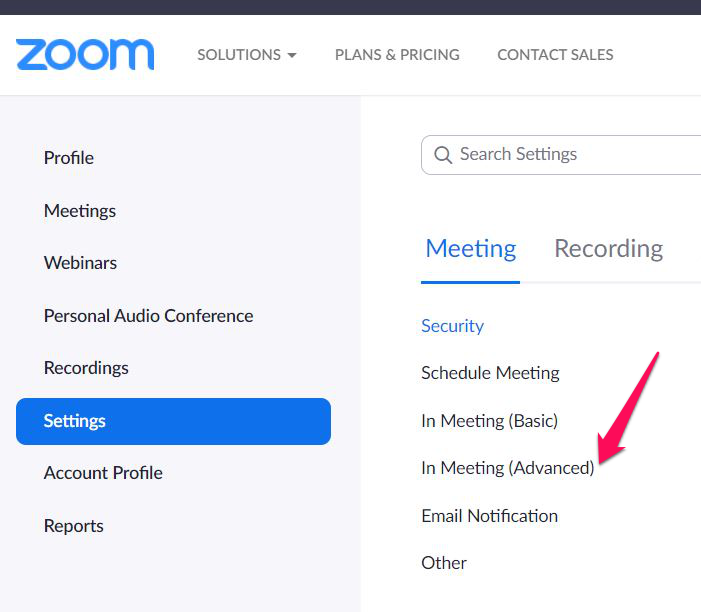 zoom
SOLUTIONS
PLANS & PRICING
CONTACT SALES
Profile
Meetings
Webinars
Personal Audio Conference
Recordings
Settings
Account Profile
Reports
Search Settings
Meeting
Recording
Security
Schedule Meeting
In Meeting (Basic)
In Meeting (Advanced)
Email Notification
Other